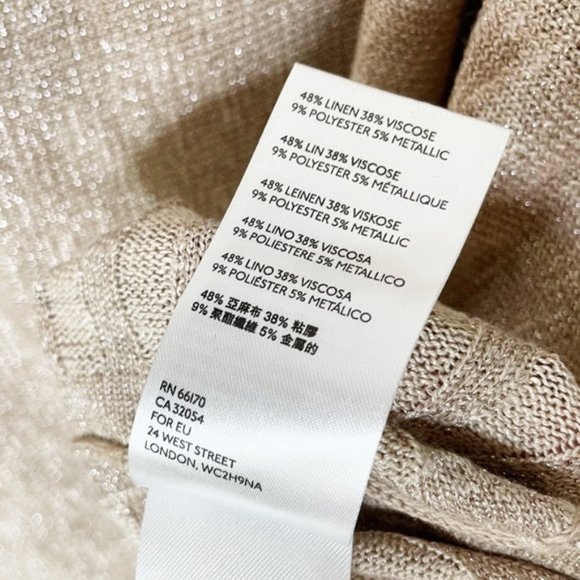 48% LINEN 38% VISCOSE
9% POLYESTER 5% METALLIC
48% LIN 38% VISCOSE
9% POLYESTER 5% MÉTALLIQUE
48% LEINEN 38% VISKOSE
9% POLYESTER 5% METALLIC
48% LINO 38% VISCOSA
9% POLIESTERE 5% METALLICO
48% LINO 38% VISCOSA
9% POLIÉSTER 5% METÁLICO
48% 亞麻布 38% 粘膠
9% 聚酯纖維 5% 金屬的
RN 66170
CA 32054
FOR EU
24 WEST STREET
LONDON, WC2H9NA